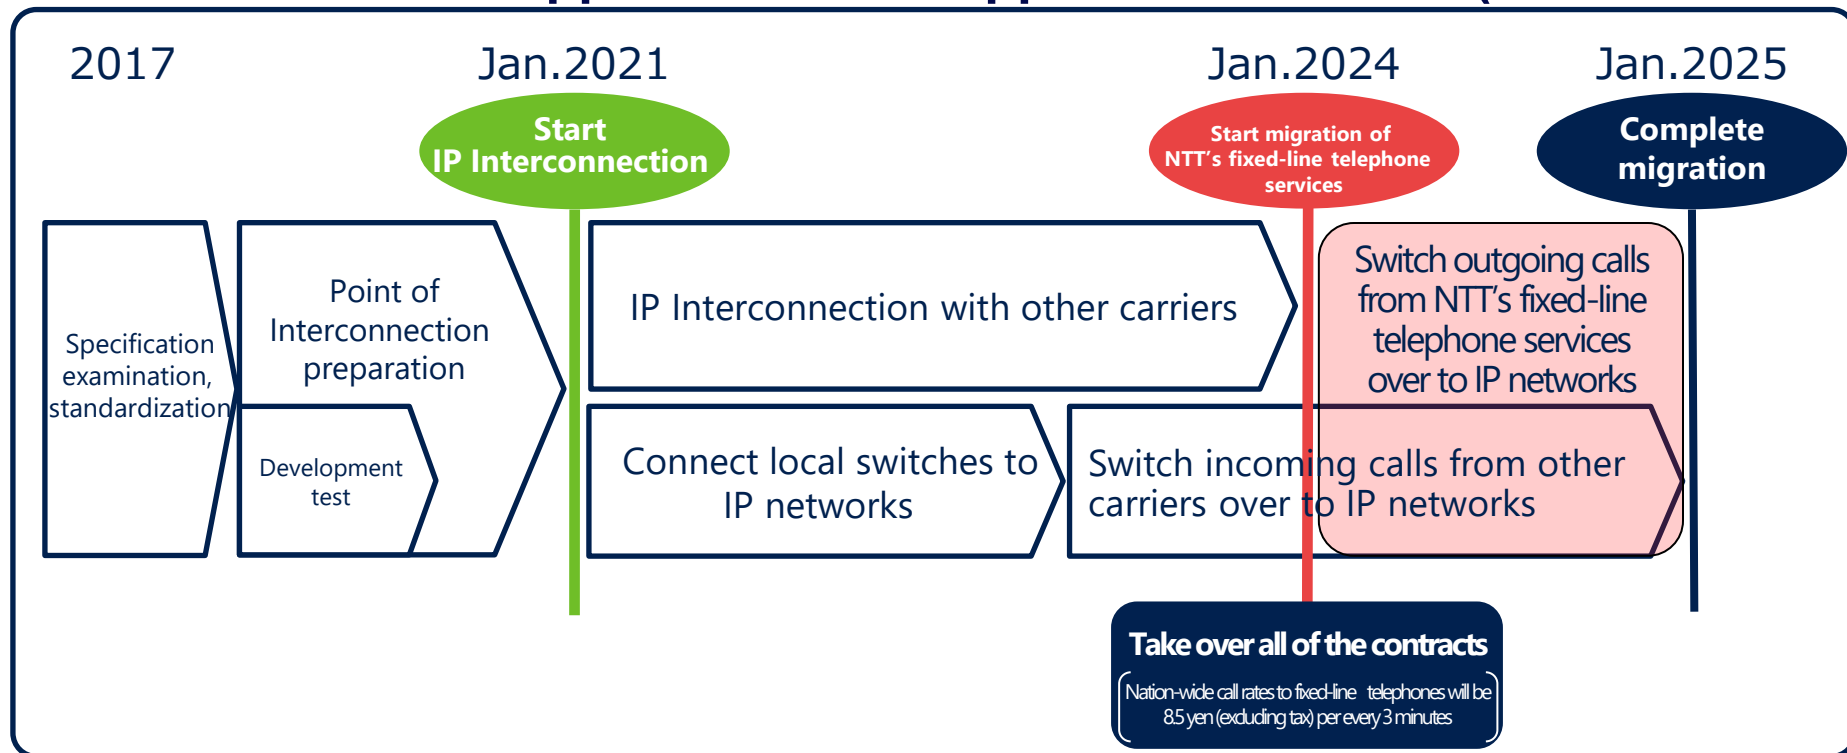 2017
Jan.2021
Jan.2024
Jan.2025
Start
IP Interconnection
Start migration of
NTT's fixed-line telephone
services
Complete
migration
Specification
examination,
standardization
Point of
Interconnection
preparation
Development
test
IP Interconnection with other carriers
Connect local switches to
IP networks
Switch outgoing calls
from NTT's fixed-line
telephone services
over to IP networks
Switch incoming calls from other
carriers over to IP networks
Take over all of the contracts
Nation-wide call rates to fixed-line telephones will be
8.5 yen (excluding tax) per every 3 minutes